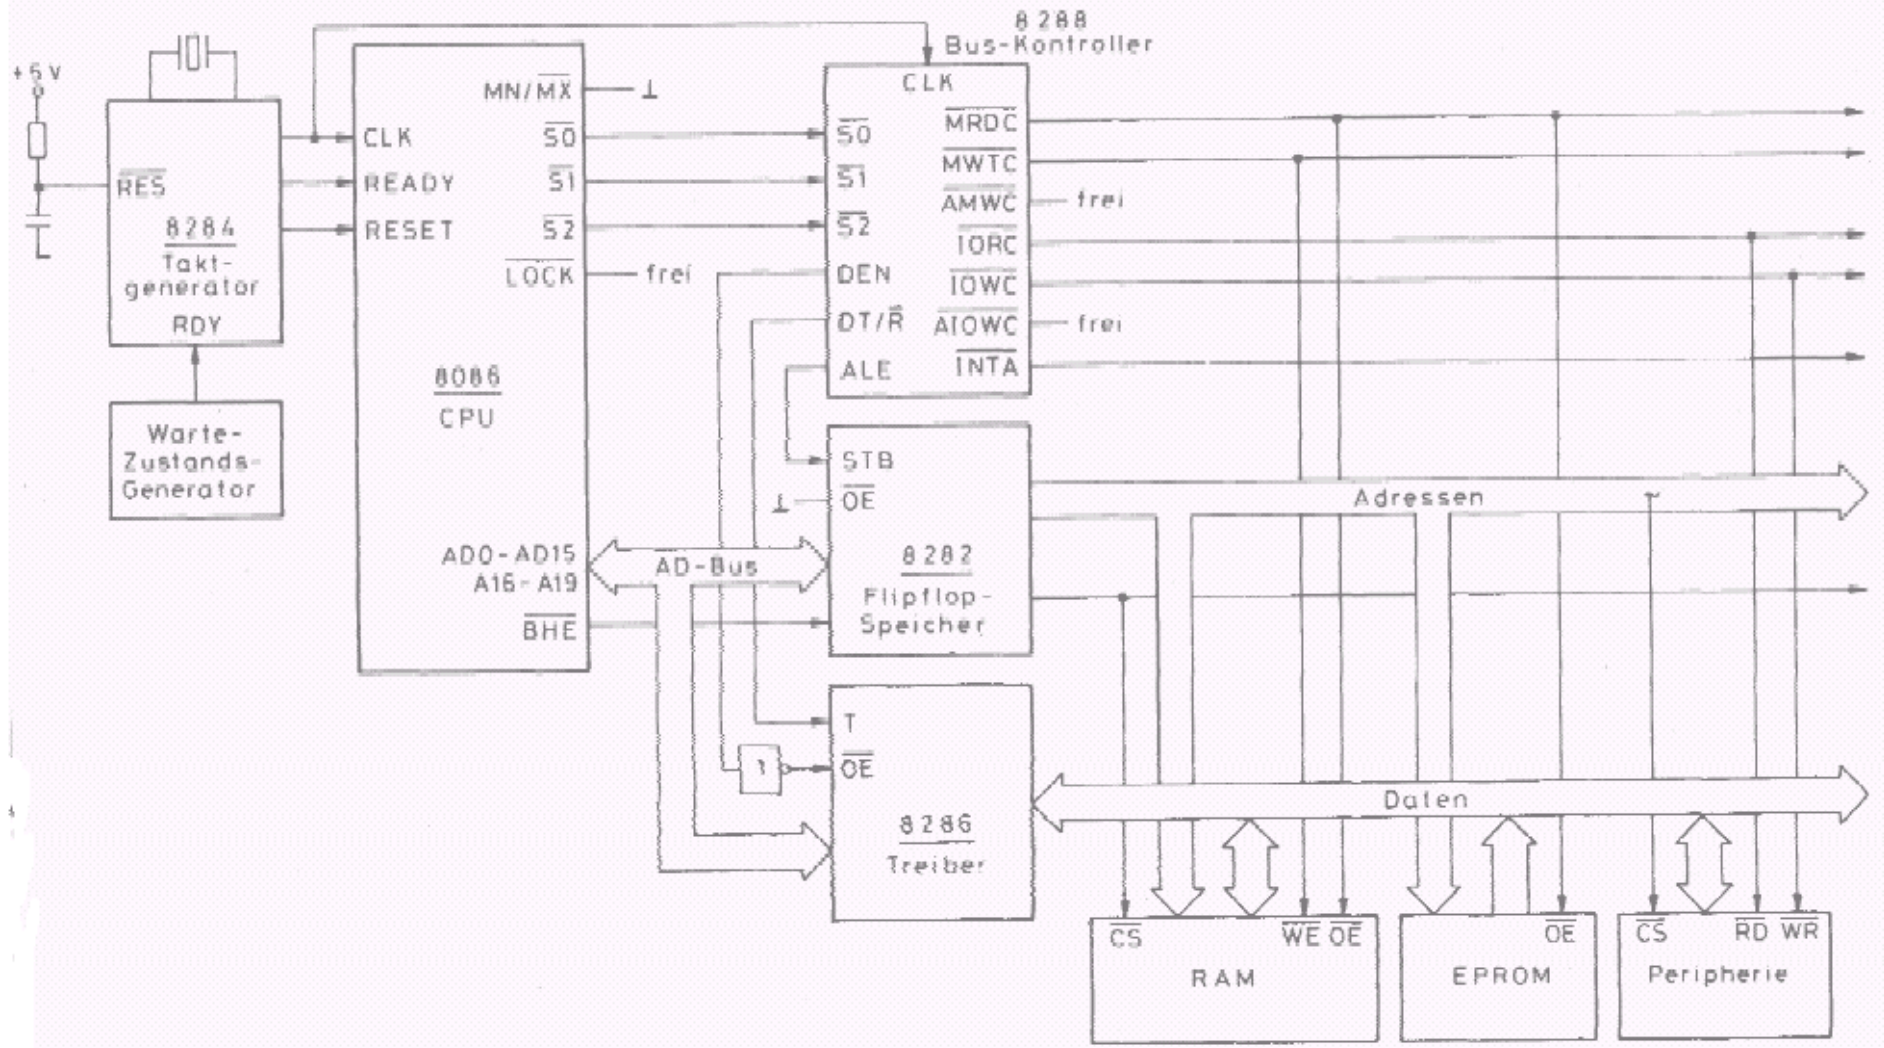 +5V
RES
8284
Takt-
generator
RDY
Warte-
Zustands-
Generator
CLK
READY
RESET
MN/MX
S0
S1
S2
LOCK
frei
8086
CPU
AD0-AD15
A16-A19
BHE
AD-Bus
8288
Bus-Kontroller
CLK
S0
S1
S2
DEN
DT/R
ALE
MRDC
MWTC
AMWC
frei
IORC
IOWC
AIOWC
frei
INTA
STB
OE
8282
Flipflop-
Speicher
T
1
OE
8286
Treiber
Adressen
Daten
CS
WE OE
RAM
OE
EPROM
CS
RD WR
Peripherie